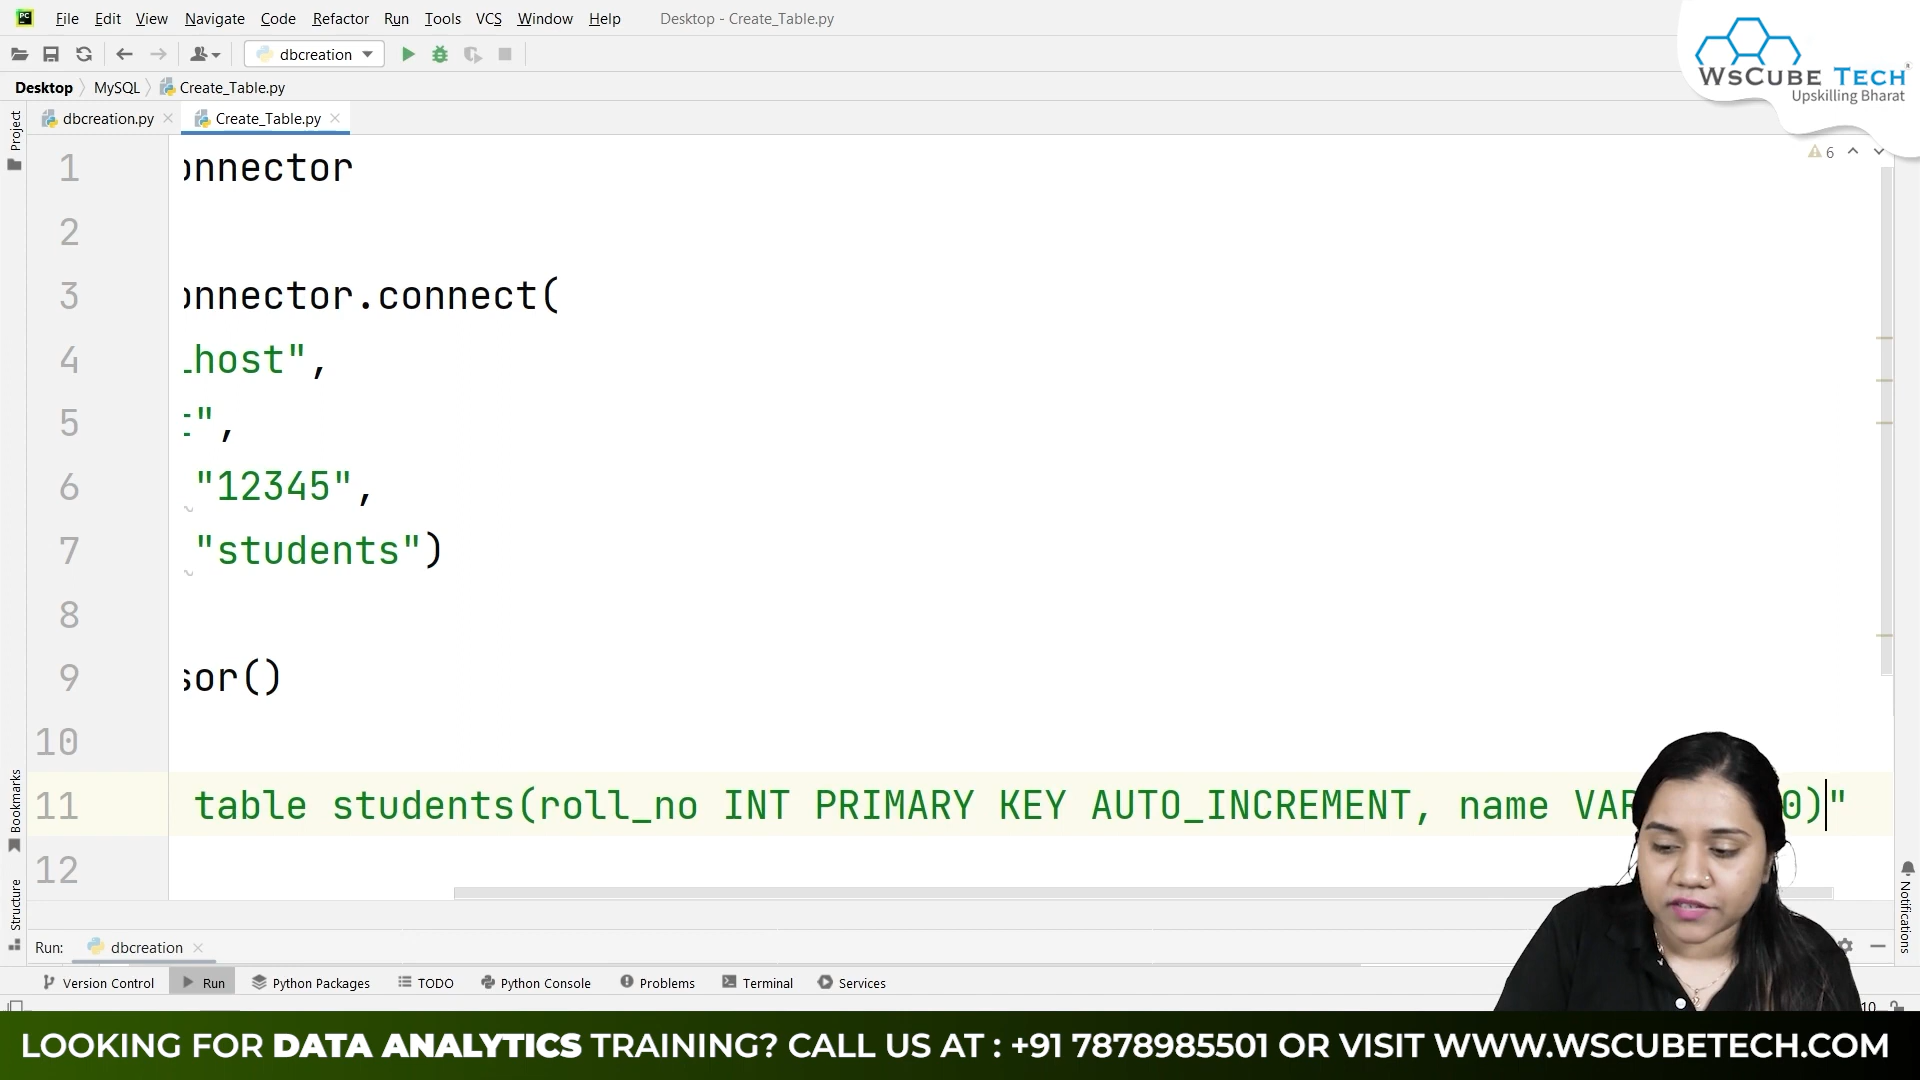 File Edit View Navigate Code Refactor Run Tools VCS Window Help Desktop - Create_Table.py
dbcreation
WsCube Tech
Upskilling Bharat
Desktop MySQL Create_Table.py
dbcreation.py Create_Table.py
Project
6
1 onnector
2
3 onnector.connect(
4 lhost",
5 t",
6 "12345",
7 "students")
8
9 sor()
10
11 table students(roll_no INT PRIMARY KEY AUTO_INCREMENT, name VAR 0)"
12
Bookmarks
Structure
Notifications
Run: dbcreation
Version Control Run Python Packages TODO Python Console Problems Terminal Services
LOOKING FOR DATA ANALYTICS TRAINING? CALL US AT : +91 7878985501 OR VISIT WWW.WSCUBETECH.COM